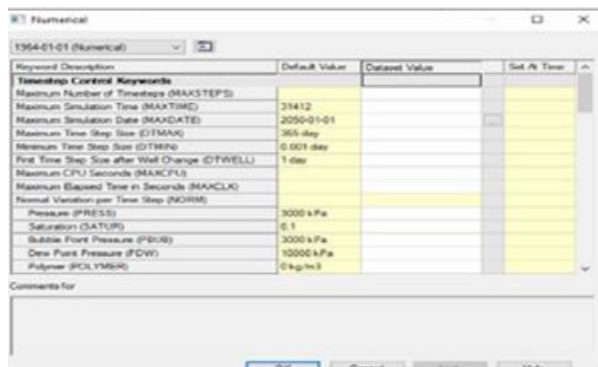 Numerical
1964-01-01 (Numerical)
Keyword Description Default Value Dataset Value Set At Time
Timestep Control Keywords
Maximum Number of Timesteps (MAXSTEPS)
Maximum Simulation Time (MAXTIME) 31412
Maximum Simulation Date (MAXDATE) 2050-01-01 ...
Maximum Time Step Size (DTMAX) 365 day
Minimum Time Step Size (DTMIN) 0.001 day
First Time Step Size after Well Change (DTWELL) 1 day
Maximum CPU Seconds (MAXCPU)
Maximum Elapsed Time in Seconds (MAXCLK)
Normal Variation per Time Step (NORM)
Pressure (PRESS) 3000 kPa
Saturation (SATUR) 0.1
Bubble Point Pressure (PBUB) 3000 kPa
Dew Point Pressure (PDW) 10000 kPa
Polymer (POLYMER) 0 kg/m3
Comments for